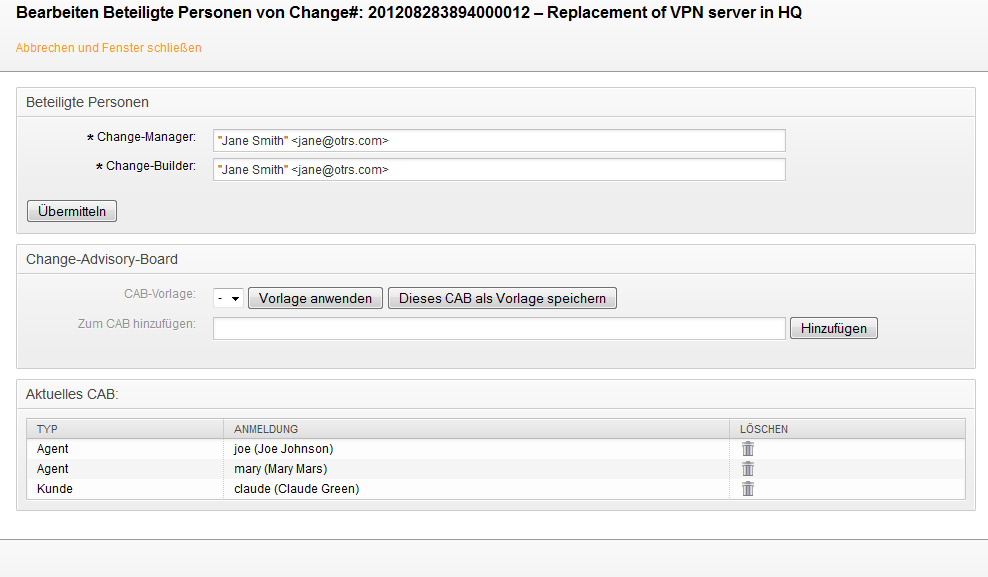 Bearbeiten Beteiligte Personen von Change#: 201208283894000012 – Replacement of VPN server in HQ
Abbrechen und Fenster schließen
Beteiligte Personen
* Change-Manager: "Jane Smith" <jane@otrs.com>
* Change-Builder: "Jane Smith" <jane@otrs.com>
Übermitteln
Change-Advisory-Board
CAB-Vorlage: - Vorlage anwenden Dieses CAB als Vorlage speichern
Zum CAB hinzufügen: Hinzufügen
Aktuelles CAB:
TYP ANMELDUNG LÖSCHEN
Agent joe (Joe Johnson)
Agent mary (Mary Mars)
Kunde claude (Claude Green)